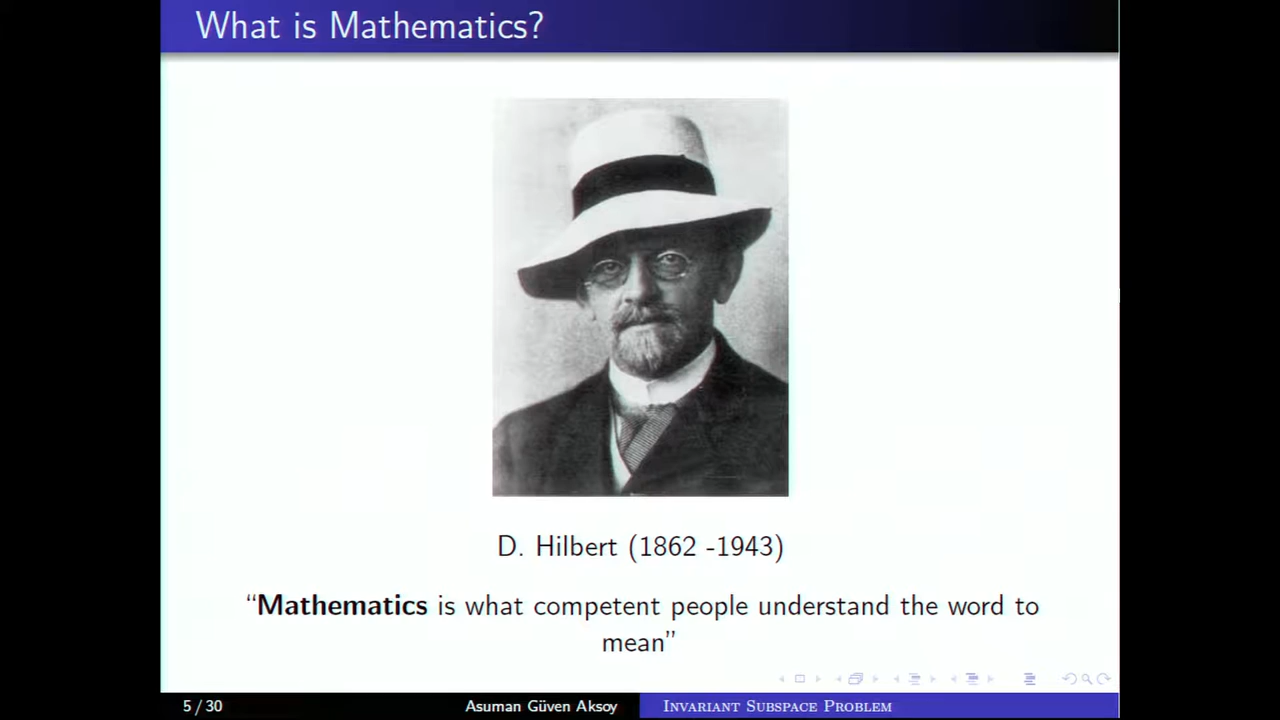 What is Mathematics?
D. Hilbert (1862 -1943)
“Mathematics is what competent people understand the word to
mean”
5 / 30
Asuman Güven Aksoy
Invariant Subspace Problem